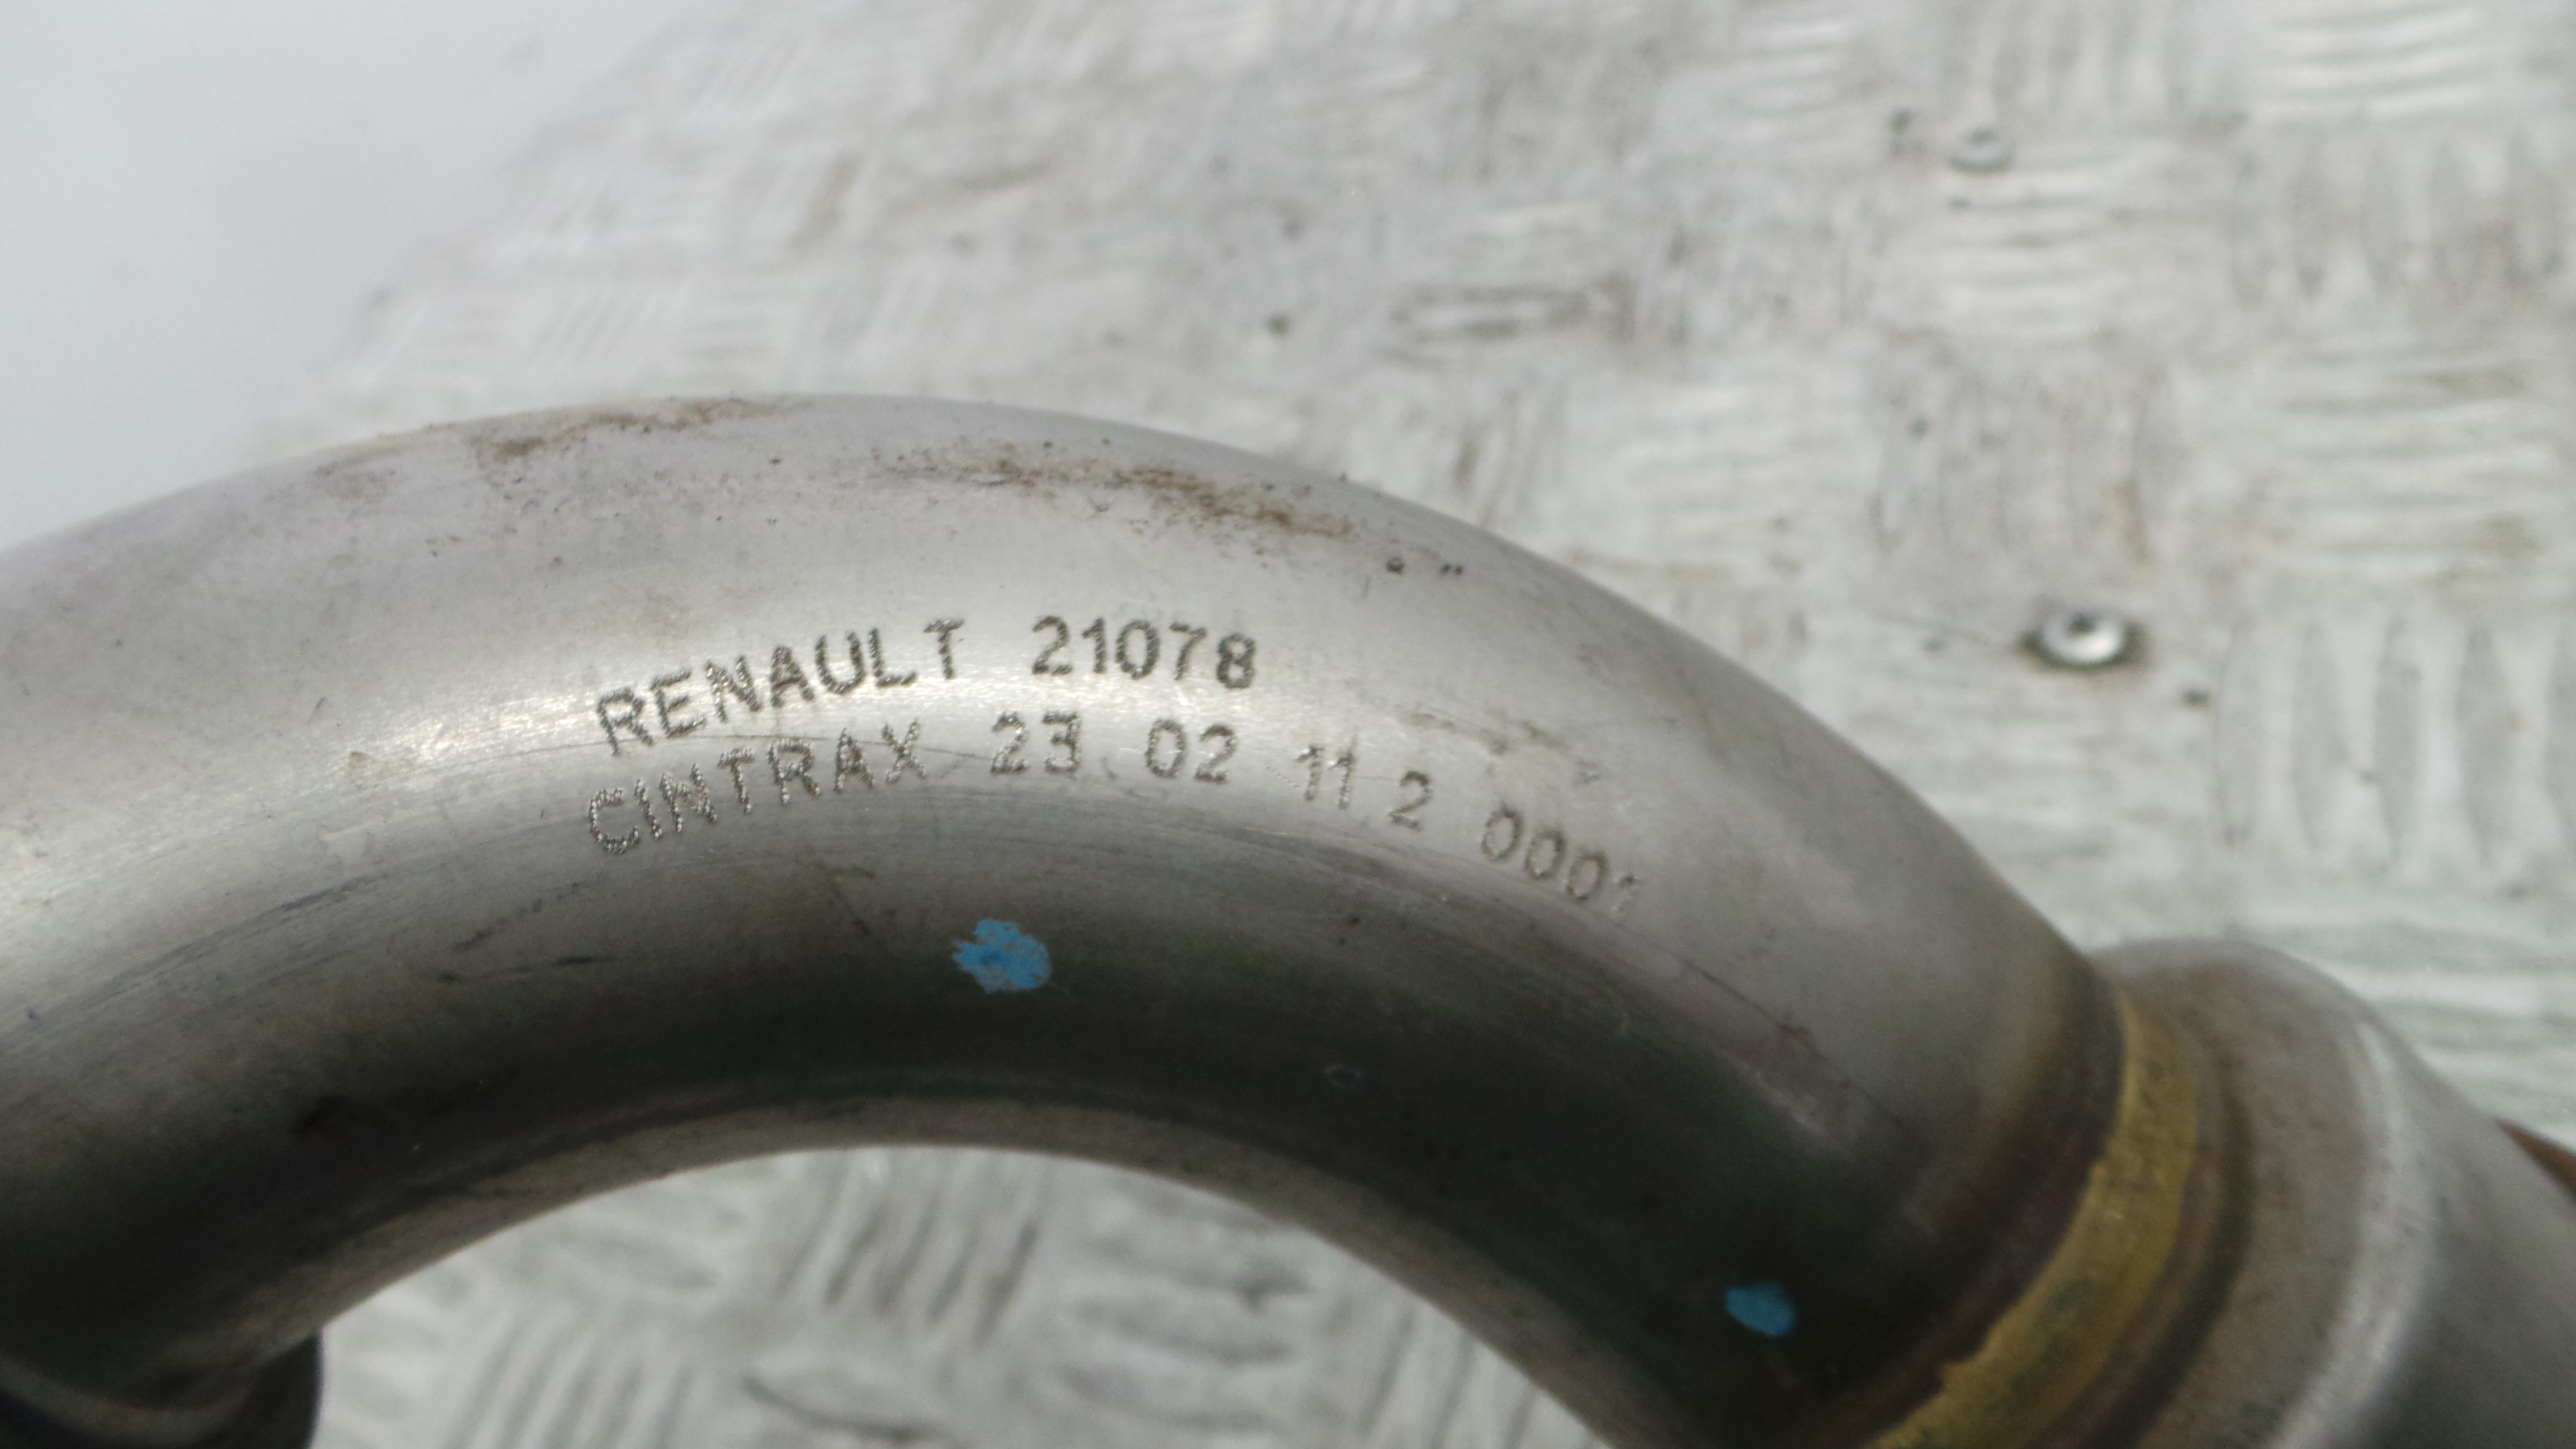 RENAULT 21078
CINTRAX 23 02 11 2 0001